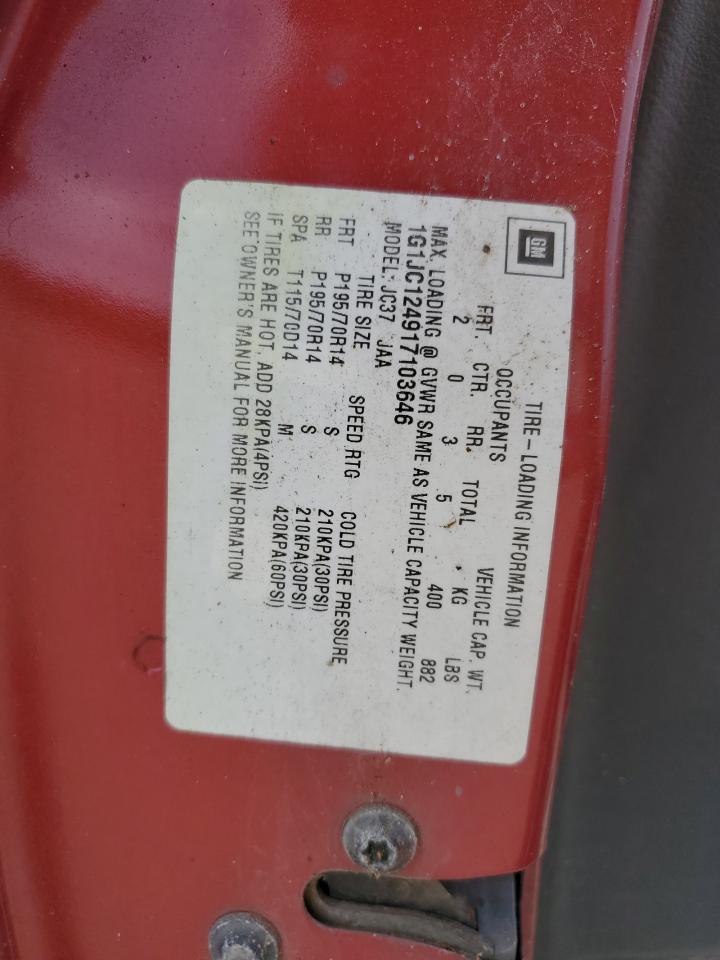 GM
TIRE-LOADING INFORMATION
OCCUPANTS VEHICLE CAP. WT.
FRT. CTR. RR. TOTAL KG LBS
2 0 3 5 400 882
MAX. LOADING @ GVWR SAME AS VEHICLE CAPACITY WEIGHT.
1G1JC124917103646
MODEL: JC37 JAA
TIRE SIZE SPEED RTG COLD TIRE PRESSURE
FRT P195/70R14 S 210KPA(30PSI)
RR P195/70R14 S 210KPA(30PSI)
SPA T115/70D14 M 420KPA(60PSI)
IF TIRES ARE HOT, ADD 28KPA(4PSI)
SEE OWNER'S MANUAL FOR MORE INFORMATION